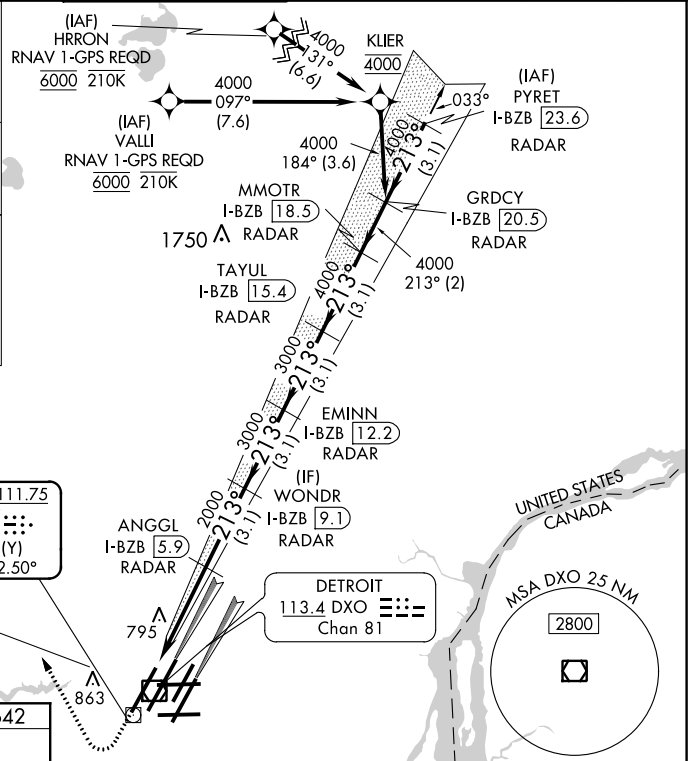 (IAF)
HRRON
RNAV 1-GPS REQD
6000 210K
4000
131°
(6.6)
KLIER
4000
4000
097°
(7.6)
(IAF)
VALLI
RNAV 1-GPS REQD
6000 210K
033°
(IAF)
PYRET
I-BZB 23.6
RADAR
4000
213°
(3.1)
4000
184° (3.6)
MMOTR
I-BZB 18.5
RADAR
GRDCY
I-BZB 20.5
RADAR
1750
4000
213° (2)
TAYUL
I-BZB 15.4
RADAR
4000
213°
(3.1)
3000
213°
(3.1)
EMINN
I-BZB 12.2
RADAR
3000
213°
(3.1)
(IF)
WONDR
I-BZB 9.1
RADAR
2000
213°
(3.1)
ANGGL
I-BZB 5.9
RADAR
111.75
(Y)
2.50°
UNITED STATES
CANADA
DETROIT
113.4 DXO
Chan 81
MSA DXO 25 NM
2800
795
863
642